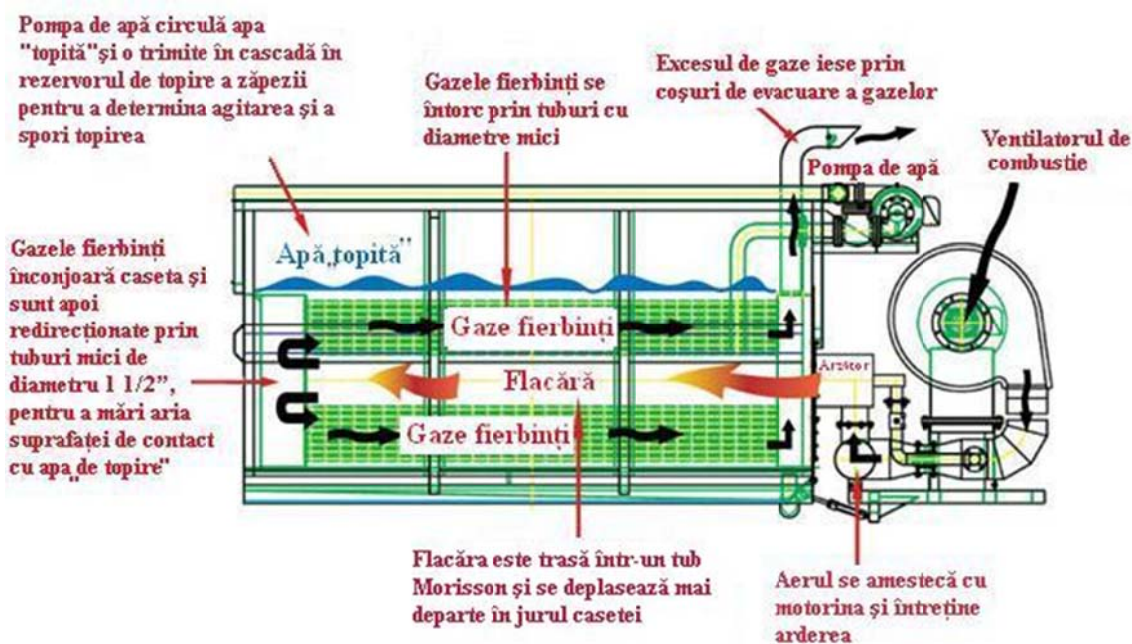 Pompa de apă circulă apa
"topită"și o trimite în cascadă în
rezervorul de topire a zăpezii
pentru a determina agitarea și a
spori topirea
Gazele fierbinți se
întorc prin tuburi cu
diametre mici
Excesul de gaze iese prin
coșuri de evacuare a gazelor
Ventilatorul de
combustie
Pompa de apă
Gazele fierbinți
înconjoară caseta și
sunt apoi
redirecționate prin
tuburi mici de
diametru 1 1/2”,
pentru a mări aria
suprafaței de contact
cu apa „de topire"
Apă„topită”
Gaze fierbinți
Flacără
Arzător
Gaze fierbinți
Flacăra este trasă într-un tub
Morisson și se deplasează mai
departe în jurul casetei
Aerul se amestecă cu
motorina și întreține
arderea